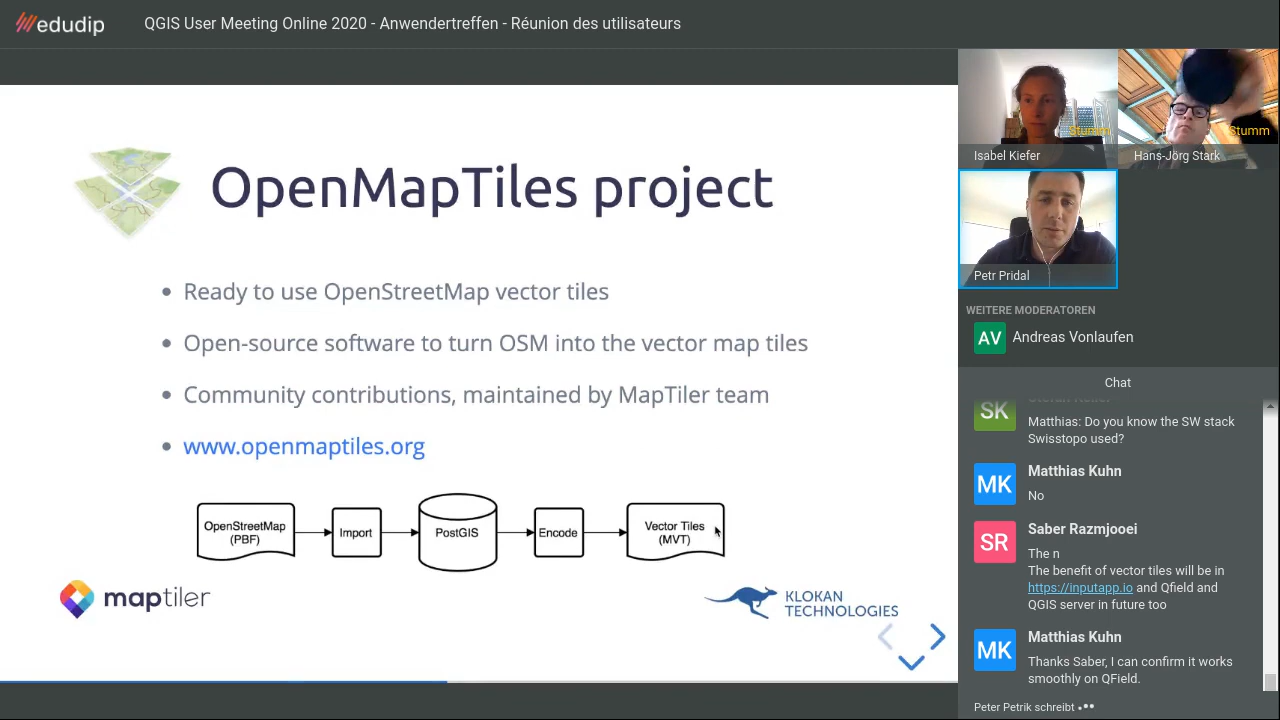 edudip
QGIS User Meeting Online 2020 - Anwendertreffen - Réunion des utilisateurs
OpenMapTiles project
• Ready to use OpenStreetMap vector tiles
• Open-source software to turn OSM into the vector map tiles
• Community contributions, maintained by MapTiler team
• www.openmaptiles.org
OpenStreetMap
(PBF)
Import
PostGIS
Encode
Vector Tiles
(MVT)
maptiler
KLOKAN
TECHNOLOGIES
Stumm
Isabel Kiefer
Stumm
Hans-Jörg Stark
Petr Pridal
WEITERE MODERATOREN
AV
Andreas Vonlaufen
Chat
SK
Matthias: Do you know the SW stack
Swisstopo used?
MK
Matthias Kuhn
No
SR
Saber Razmjooei
The n
The benefit of vector tiles will be in
https://inputapp.io and Qfield and
QGIS server in future too
MK
Matthias Kuhn
Thanks Saber, I can confirm it works
smoothly on QField.
Peter Petrik schreibt